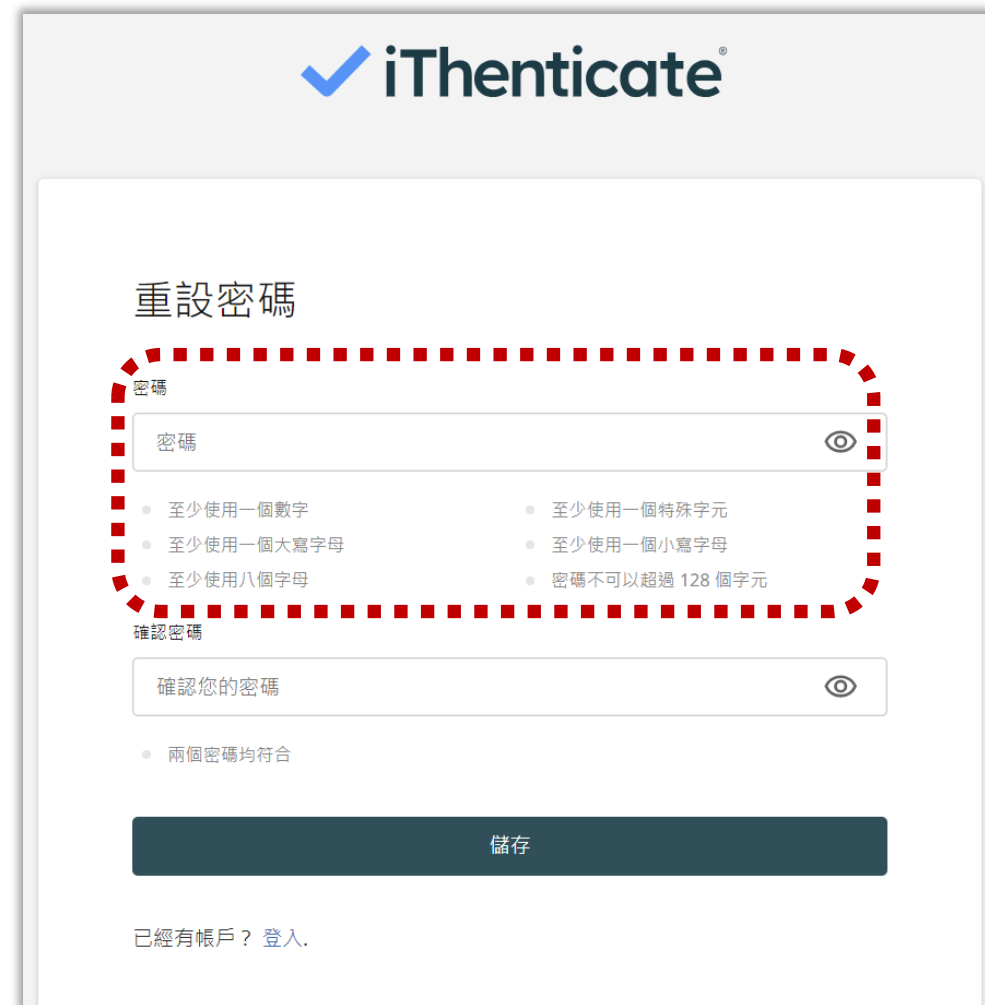 iThenticate®
重設密碼
密碼
密碼
至少使用一個數字
至少使用一個特殊字元
至少使用一個大寫字母
至少使用一個小寫字母
至少使用八個字母
密碼不可以超過 128 個字元
確認密碼
確認您的密碼
兩個密碼均符合
儲存
已經有帳戶？ 登入.